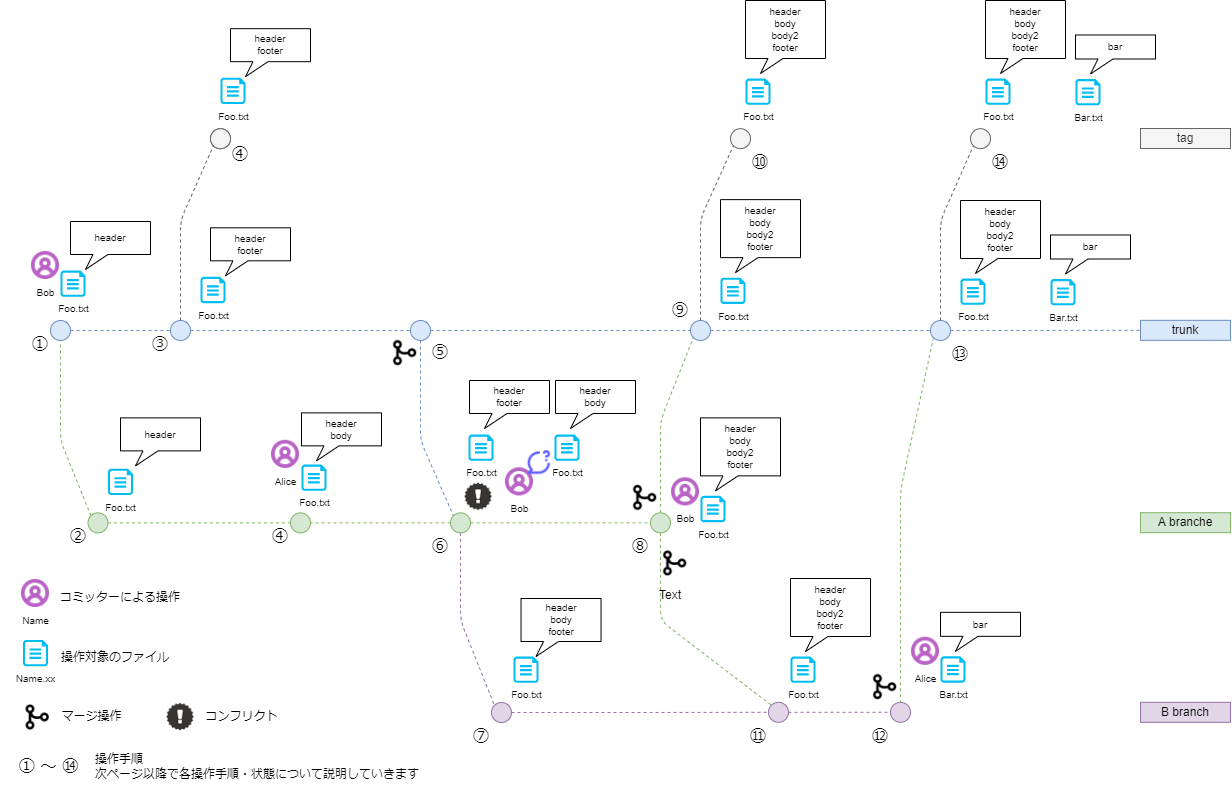 header
footer
Foo.txt
④
header
body
body2
footer
Foo.txt
⑩
header
body
body2
footer
Foo.txt
bar
Bar.txt
⑭
tag
header
Bob
Foo.txt
①
header
footer
Foo.txt
③
⑤
header
body
body2
footer
Foo.txt
⑨
header
body
body2
footer
Foo.txt
bar
Bar.txt
⑬
trunk
header
Foo.txt
②
header
body
Alice
Foo.txt
④
header
footer
Foo.txt
header
body
Foo.txt
Bob
⑥
header
body
body2
footer
Bob
Foo.txt
⑧
Text
A branche
header
body
footer
Foo.txt
⑦
header
body
body2
footer
Foo.txt
⑪
bar
Alice
Bar.txt
⑫
B branch
コミッターによる操作
Name
操作対象のファイル
Name.xx
マージ操作
コンフリクト
① ～ ⑭
操作手順
次ページ以降で各操作手順・状態について説明していきます